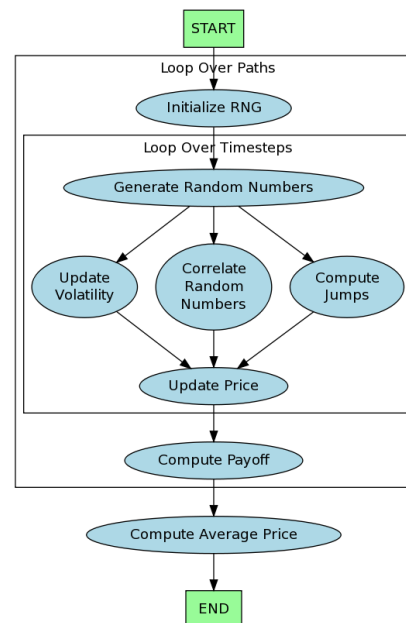 START
Loop Over Paths
Initialize RNG
Loop Over Timesteps
Generate Random Numbers
Update
Volatility
Correlate
Random
Numbers
Compute
Jumps
Update Price
Compute Payoff
Compute Average Price
END